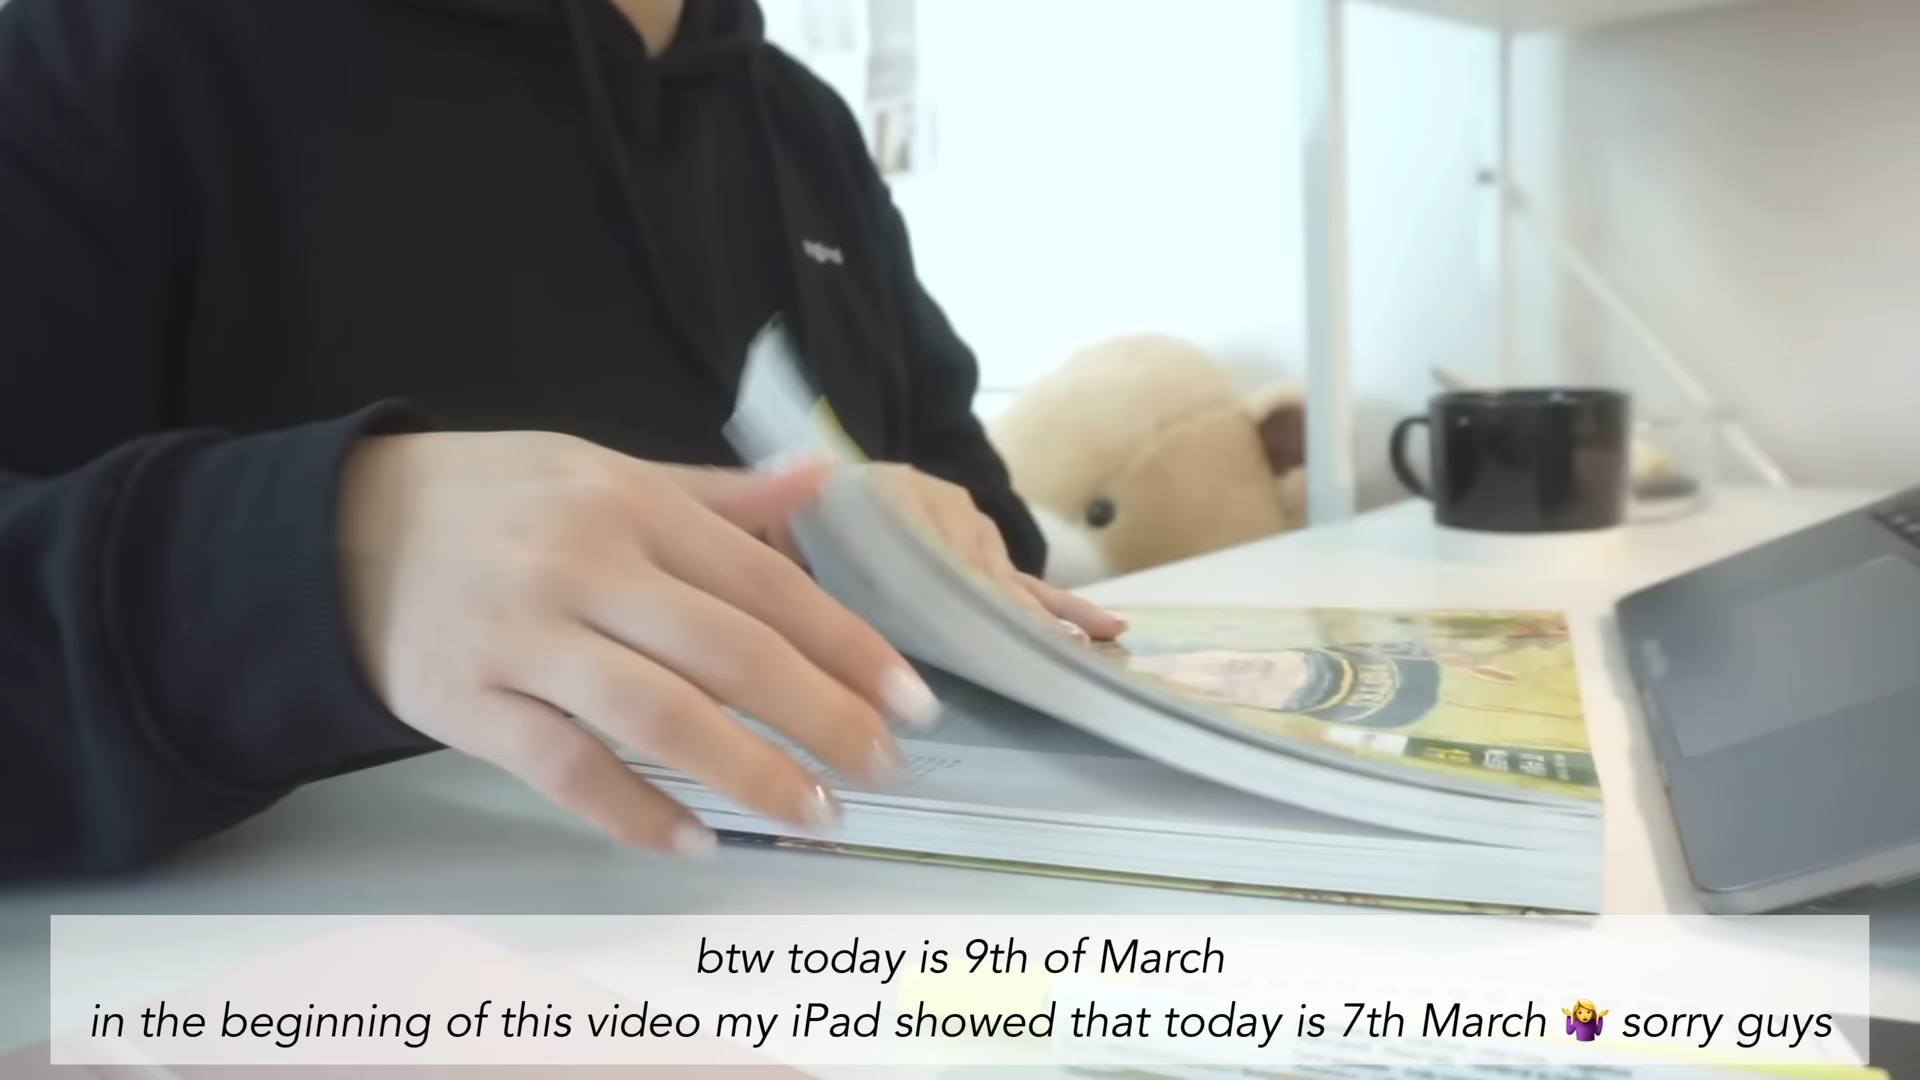 btw today is 9th of March
in the beginning of this video my iPad showed that today is 7th March 🤷‍♀️ sorry guys